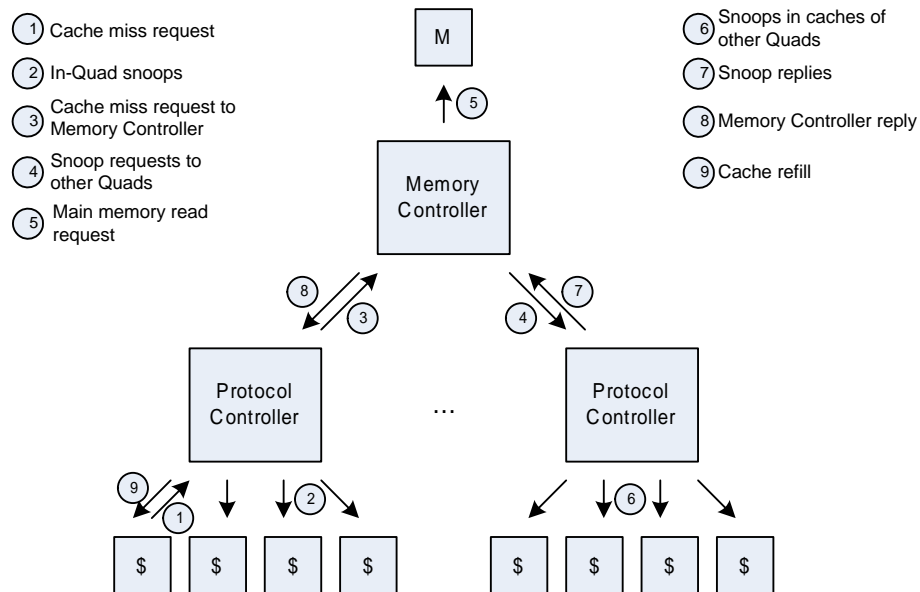 1 Cache miss request
2 In-Quad snoops
3 Cache miss request to
Memory Controller
4 Snoop requests to
other Quads
5 Main memory read
request
M
5
6 Snoops in caches of
other Quads
7 Snoop replies
8 Memory Controller reply
9 Cache refill
Memory
Controller
8
3
4
7
Protocol
Controller
...
Protocol
Controller
9
1
2
6
$ $ $ $ $ $ $ $